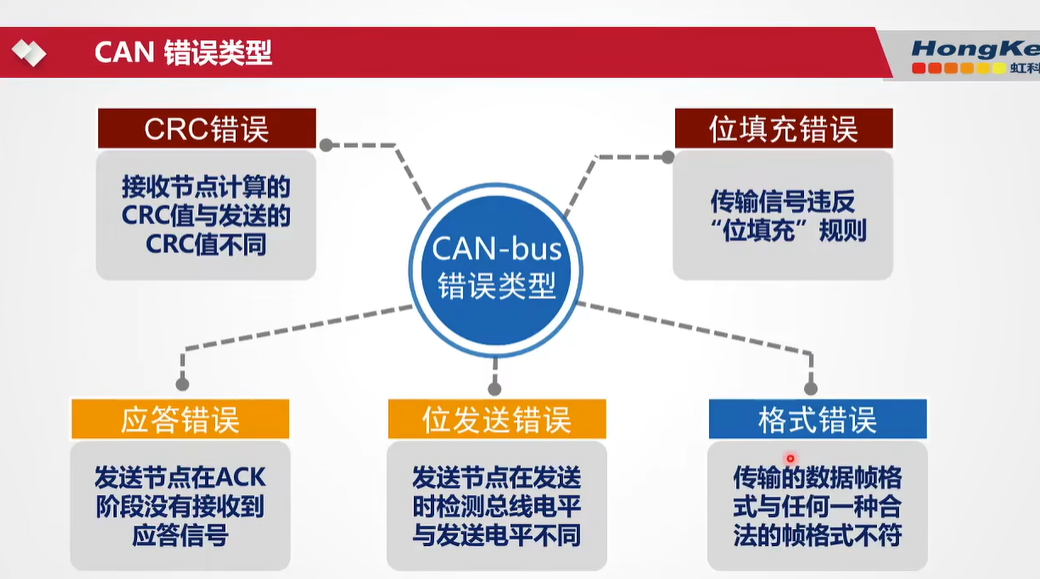 CAN 错误类型
HongKe
虹科
CRC错误
接收节点计算的
CRC值与发送的
CRC值不同
位填充错误
传输信号违反
“位填充”规则
CAN-bus
错误类型
应答错误
发送节点在ACK
阶段没有接收到
应答信号
位发送错误
发送节点在发送
时检测总线电平
与发送电平不同
格式错误
传输的数据帧格
式与任何一种合
法的帧格式不符